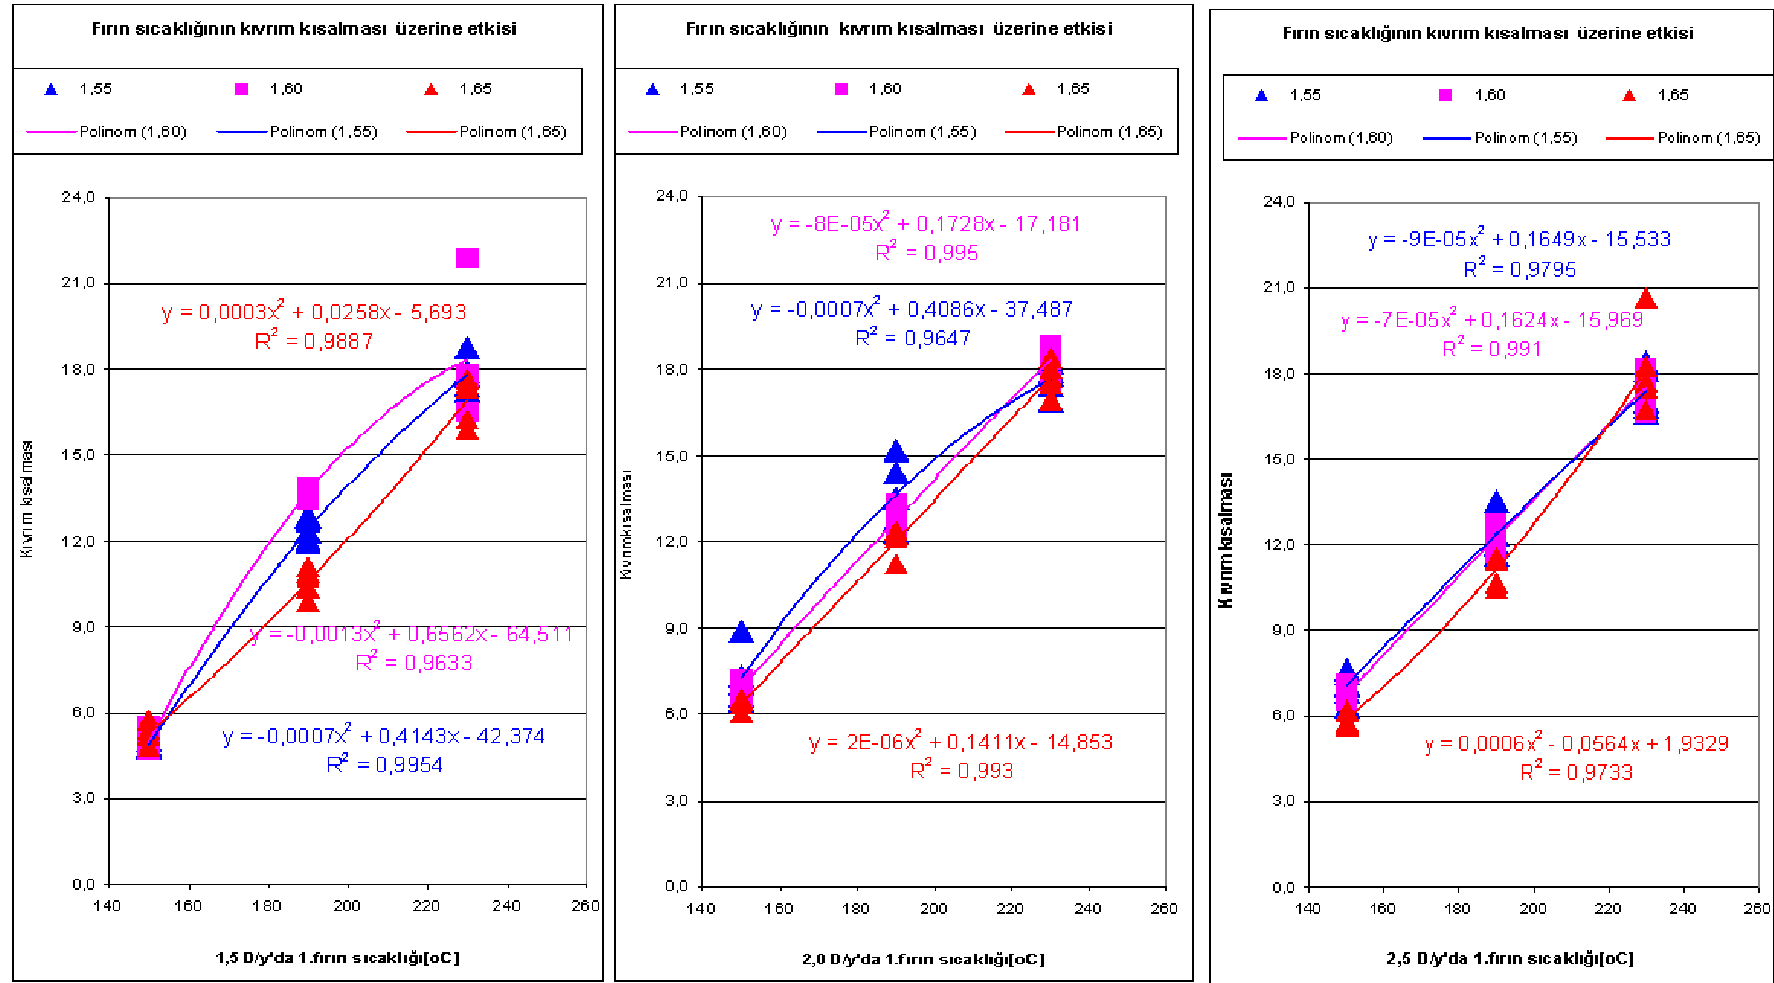 Fırın sıcaklığının kıvrım kısalması üzerine etkisi
1,55 1,60 1,65
Polinom (1,60) Polinom (1,55) Polinom (1,65)
24,0
21,0
18,0
15,0
12,0
9,0
6,0
3,0
0,0
y = 0,0003x² + 0,0258x - 5,693
R² = 0,9887
y = -0,0013x² + 0,6562x - 64,511
R² = 0,9633
y = -0,0007x² + 0,4143x - 42,374
R² = 0,9954
Kıvrım kısalması
140 160 180 200 220 240 260
1,5 D/y'da 1.fırın sıcaklığı[oC]
Fırın sıcaklığının kıvrım kısalması üzerine etkisi
1,55 1,60 1,65
Polinom (1,60) Polinom (1,55) Polinom (1,65)
24,0
21,0
18,0
15,0
12,0
9,0
6,0
3,0
0,0
y = -8E-05x² + 0,1728x - 17,181
R² = 0,995
y = -0,0007x² + 0,4086x - 37,487
R² = 0,9647
y = 2E-06x² + 0,1411x - 14,853
R² = 0,993
Kıvrımkısalması
140 160 180 200 220 240 260
2,0 D/y'da 1.fırın sıcaklığı[oC]
Fırın sıcaklığının kıvrım kısalması üzerine etkisi
1,55 1,60 1,65
Polinom (1,60) Polinom (1,55) Polinom (1,65)
24,0
21,0
18,0
15,0
12,0
9,0
6,0
3,0
0,0
y = -9E-05x² + 0,1649x - 15,533
R² = 0,9795
y = -7E-05x² + 0,1624x - 15,969
R² = 0,991
y = 0,0006x² - 0,0564x + 1,9329
R² = 0,9733
Kıvrım kısalması
140 160 180 200 220 240 260
2,5 D/y'da 1.fırın sıcaklığı[oC]